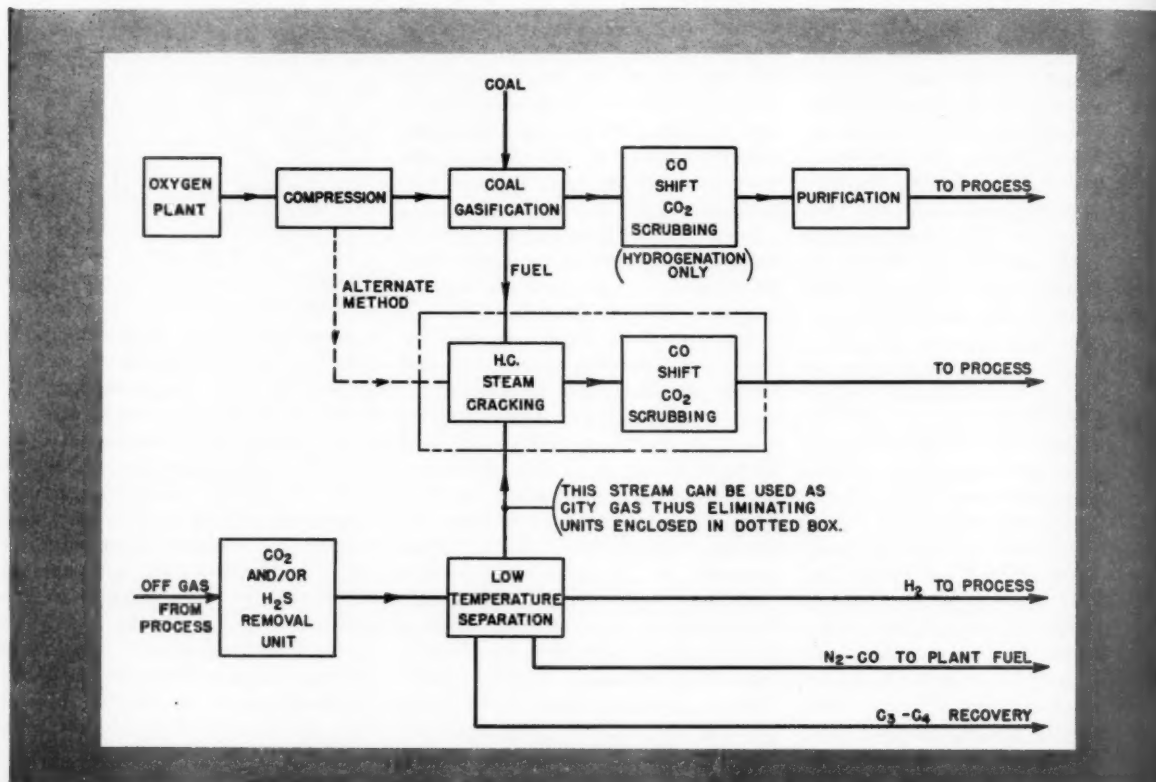 COAL
OXYGEN
PLANT
COMPRESSION
COAL
GASIFICATION
CO
SHIFT
CO₂
SCRUBBING
(HYDROGENATION
ONLY)
PURIFICATION
TO PROCESS
FUEL
ALTERNATE
METHOD
H.C.
STEAM
CRACKING
CO
SHIFT
CO₂
SCRUBBING
TO PROCESS
(THIS STREAM CAN BE USED AS
CITY GAS THUS ELIMINATING
UNITS ENCLOSED IN DOTTED BOX.
OFF GAS
FROM
PROCESS
CO₂
AND/OR
H₂S
REMOVAL
UNIT
LOW
TEMPERATURE
SEPARATION
H₂ TO PROCESS
N₂-CO TO PLANT FUEL
C₃-C₄ RECOVERY